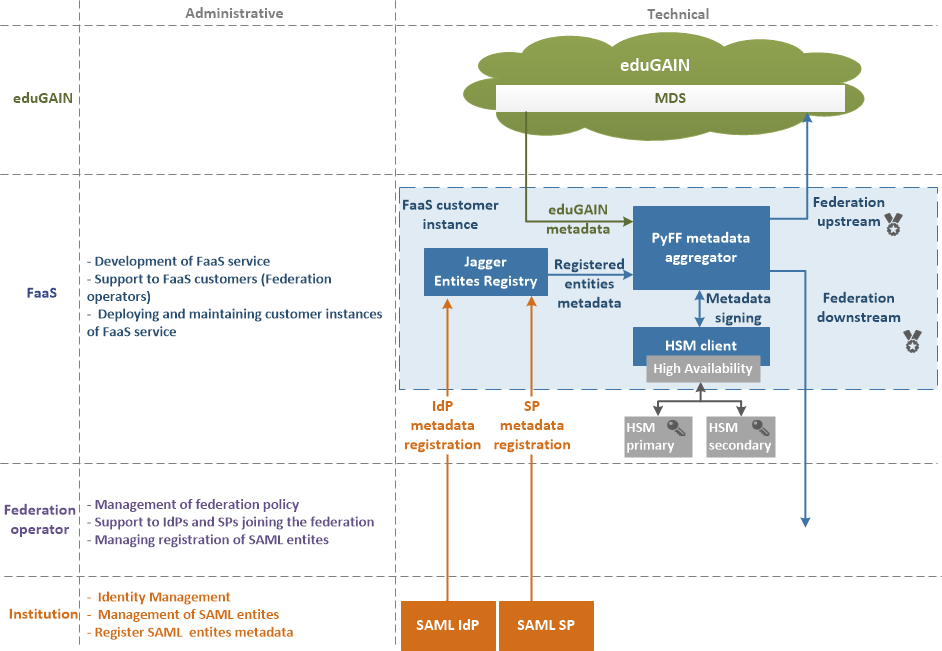 Administrative
Technical
eduGAIN
eduGAIN
MDS
FaaS
- Development of FaaS service
- Support to FaaS customers (Federation
operators)
-  Deploying and maintaining customer instances
of FaaS service
FaaS customer
instance
eduGAIN
metadata
Jagger
Entites Registry
Registered
entities
metadata
PyFF metadata
aggregator
Federation
upstream
Metadata
signing
Federation
downstream
HSM client
High Availability
HSM
primary
HSM
secondary
IdP
metadata
registration
SP
metadata
registration
Federation
operator
- Management of federation policy
- Support to IdPs and SPs joining the federation
- Managing registration of SAML entites
Institution
-  Identity Management
-  Management of SAML entites
- Register SAML  entites metadata
SAML IdP
SAML SP